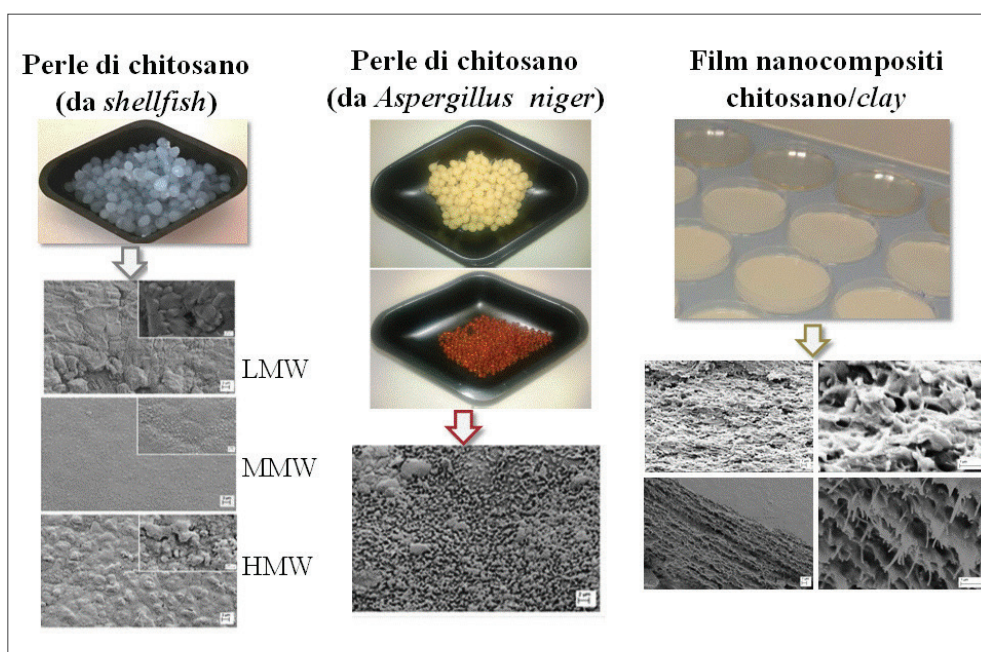 Perle di chitosano
(da shellfish)
LMW
MMW
HMW
Perle di chitosano
(da Aspergillus niger)
Film nanocompositi
chitosano/clay